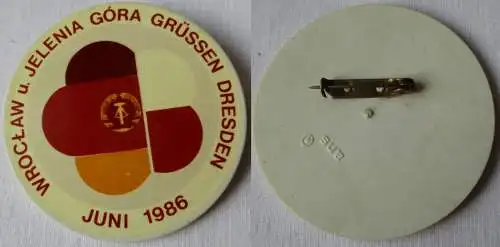 WROCŁAW u. JELENIA GÓRA GRÜSSEN DRESDEN
JUNI 1986